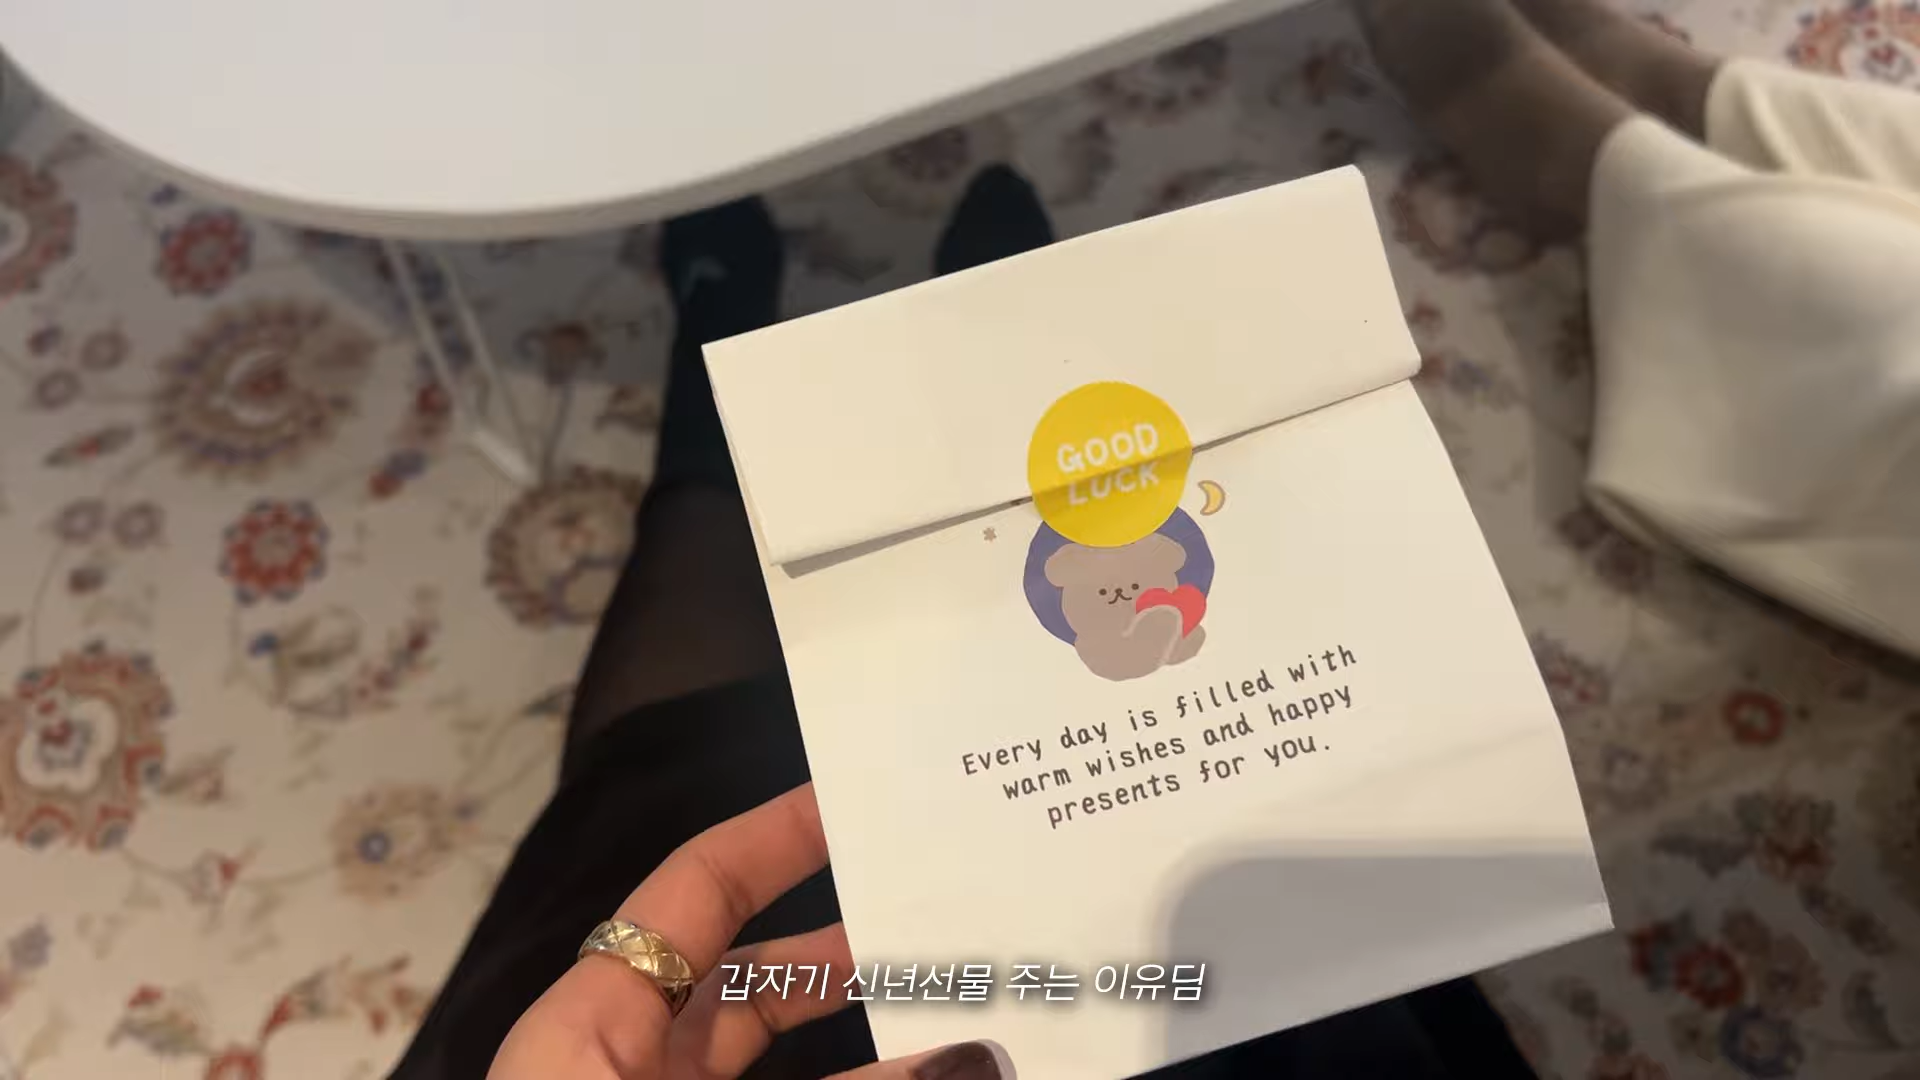 GOOD
LUCK
Every day is filled with
warm wishes and happy
presents for you.
갑자기 신년선물 주는 이유딤